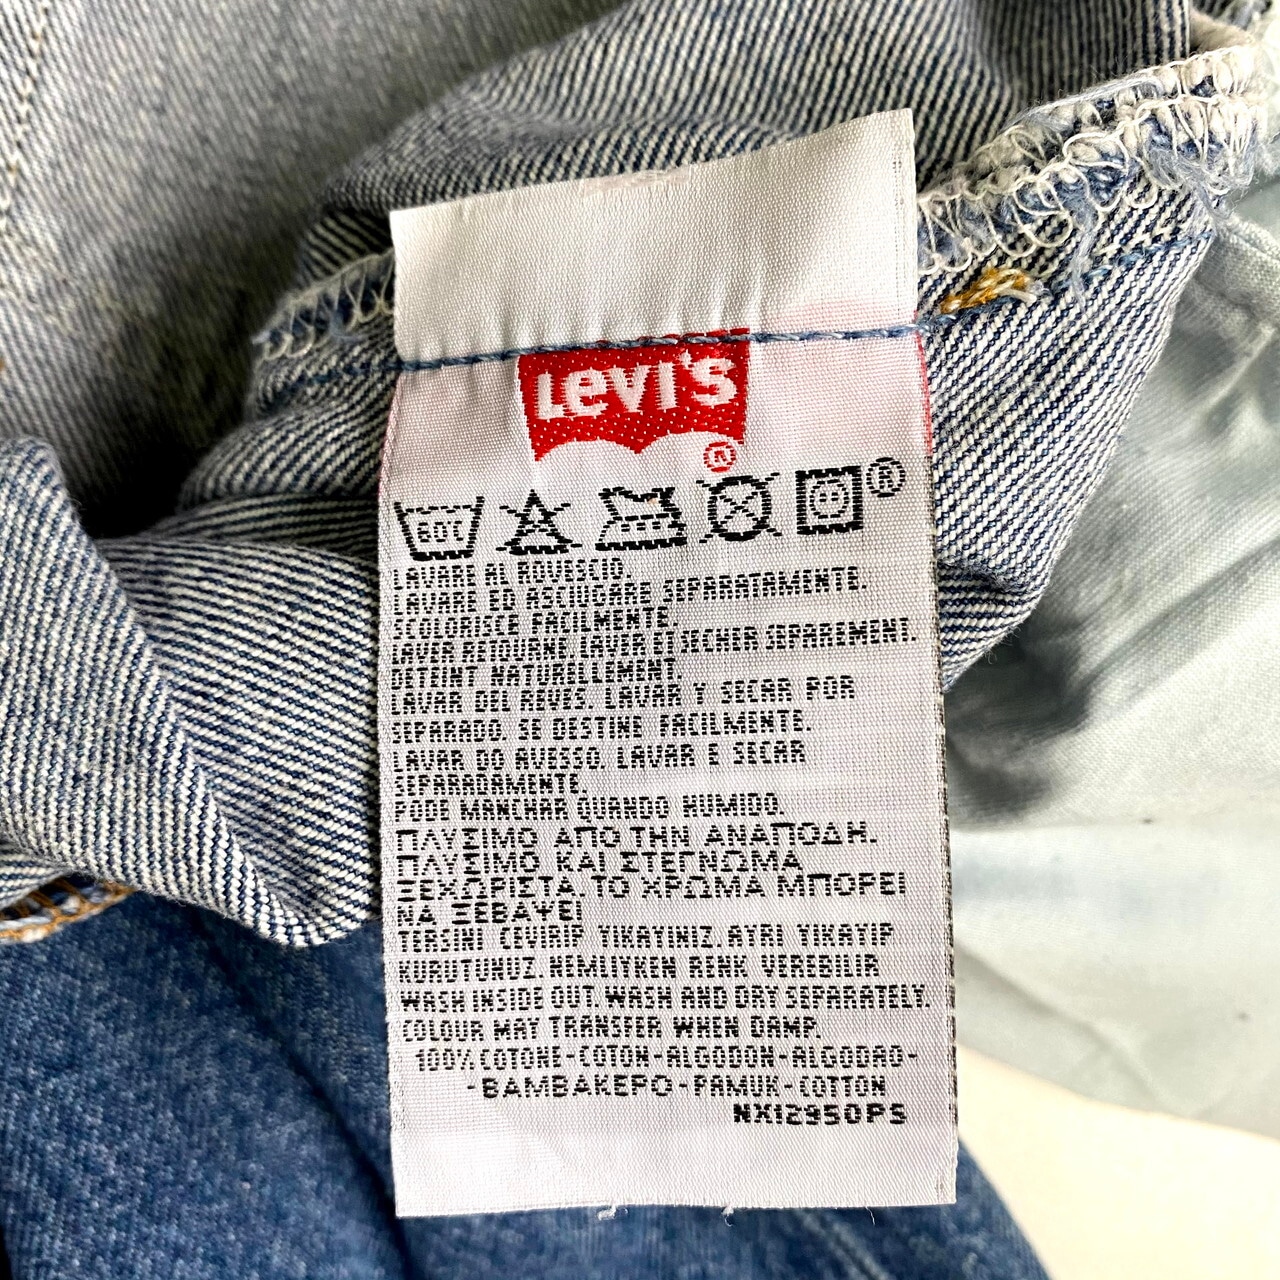 Levi's
®
60C
®
LAVARE AL ROVESCIO.
LAVARE ED ASCIUGARE SEPARATAMENTE.
SCOLORISCE FACILMENTE.
LAVER RETOURNE, LAVER ET SECHER SEPAREMENT.
DETEINT NATURELLEMENT.
LAVAR DEL REVES. LAVAR Y SECAR POR
SEPARADO. SE DESTINE FACILMENTE.
LAVAR DO AVESSO. LAVAR E SECAR
SEPARADAMENTE.
PODE MANCHAR QUANDO HUMIDO.
ΠΛΥΣΙΜΟ ΑΠΟ ΤΗΝ ΑΝΑΠΟΔΗ.
ΠΛΥΣΙΜΟ ΚΑΙ ΣΤΕΓΝΩΜΑ
ΞΕΧΩΡΙΣΤΑ. ΤΟ ΧΡΩΜΑ ΜΠΟΡΕΙ
ΝΑ ΞΕΒΑΨΕΙ
TERSINI CEVIRIP YIKAYINIZ. AYRI YIKAYIP
KURUTUNUZ. NEMLIYKEN RENK VEREBILIR
WASH INSIDE OUT. WASH AND DRY SEPARATELY.
COLOUR MAY TRANSFER WHEN DAMP.
100% COTONE - COTON - ALGODON - ALGODAO -
- ΒΑΜΒΑΚΕΡΟ - PAMUK - COTTON
NX12950PS